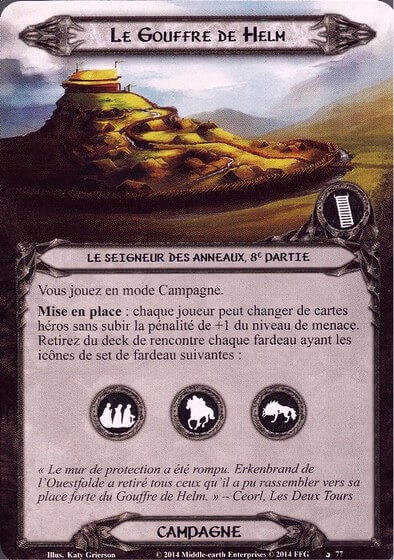 Le Gouffre de Helm
Le Seigneur des Anneaux, 8e partie
Vous jouez en mode Campagne.
Mise en place : chaque joueur peut changer de cartes
héros sans subir la pénalité de +1 du niveau de menace.
Retirez du deck de rencontre chaque fardeau ayant les
icônes de set de fardeau suivantes :
« Le mur de protection a été rompu. Erkenbrand de
l'Ouestfolde a retiré tous ceux qu'il a pu rassembler vers sa
place forte du Gouffre de Helm. » – Ceorl, Les Deux Tours
Campagne
Illus. Katy Grierson © 2014 Middle-earth Enterprises © 2014 FFG 77